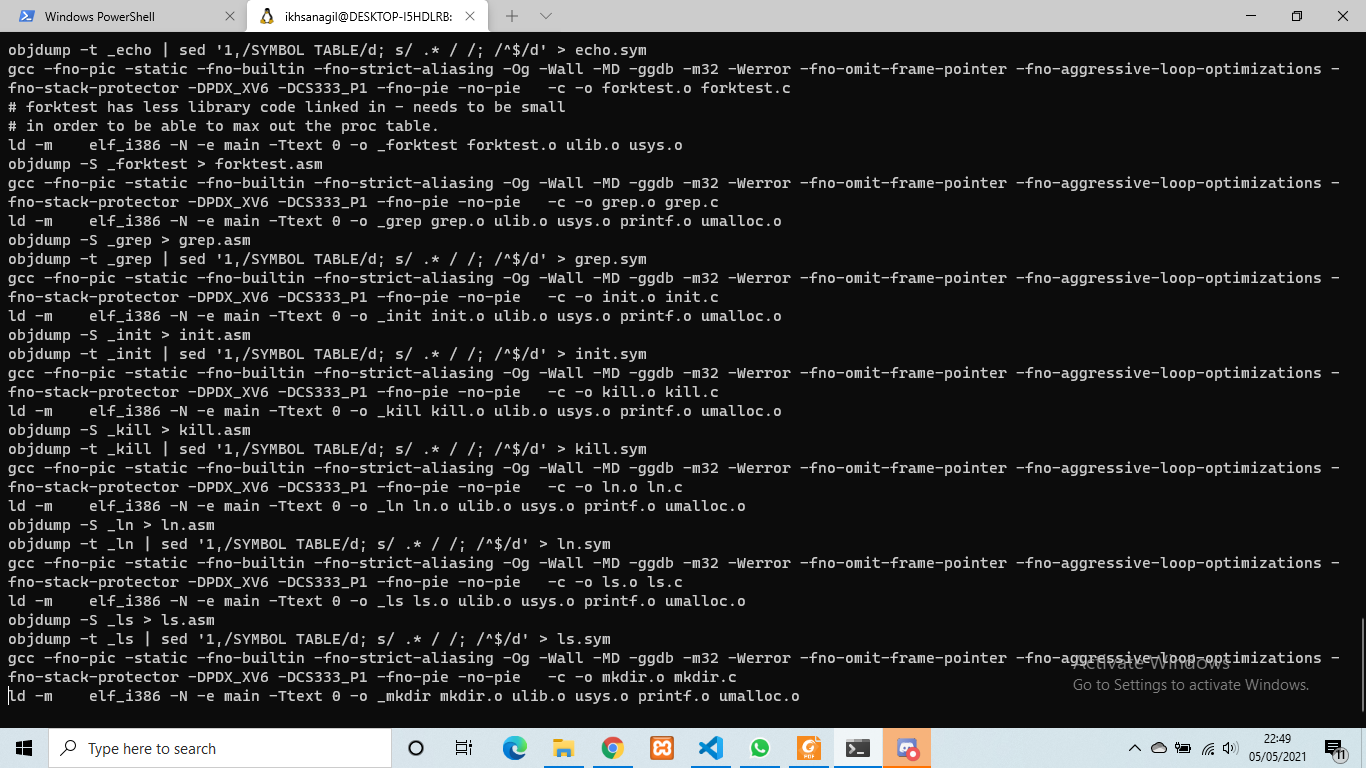 Windows PowerShell
ikhsanagil@DESKTOP-I5HDLRB:
objdump -t _echo | sed '1,/SYMBOL TABLE/d; s/ .* / /; /^$/d' > echo.sym
gcc -fno-pic -static -fno-builtin -fno-strict-aliasing -Og -Wall -MD -ggdb -m32 -Werror -fno-omit-frame-pointer -fno-aggressive-loop-optimizations -
fno-stack-protector -DPDX_XV6 -DCS333_P1 -fno-pie -no-pie   -c -o forktest.o forktest.c
# forktest has less library code linked in - needs to be small
# in order to be able to max out the proc table.
ld -m    elf_i386 -N -e main -Ttext 0 -o _forktest forktest.o ulib.o usys.o
objdump -S _forktest > forktest.asm
gcc -fno-pic -static -fno-builtin -fno-strict-aliasing -Og -Wall -MD -ggdb -m32 -Werror -fno-omit-frame-pointer -fno-aggressive-loop-optimizations -
fno-stack-protector -DPDX_XV6 -DCS333_P1 -fno-pie -no-pie   -c -o grep.o grep.c
ld -m    elf_i386 -N -e main -Ttext 0 -o _grep grep.o ulib.o usys.o printf.o umalloc.o
objdump -S _grep > grep.asm
objdump -t _grep | sed '1,/SYMBOL TABLE/d; s/ .* / /; /^$/d' > grep.sym
gcc -fno-pic -static -fno-builtin -fno-strict-aliasing -Og -Wall -MD -ggdb -m32 -Werror -fno-omit-frame-pointer -fno-aggressive-loop-optimizations -
fno-stack-protector -DPDX_XV6 -DCS333_P1 -fno-pie -no-pie   -c -o init.o init.c
ld -m    elf_i386 -N -e main -Ttext 0 -o _init init.o ulib.o usys.o printf.o umalloc.o
objdump -S _init > init.asm
objdump -t _init | sed '1,/SYMBOL TABLE/d; s/ .* / /; /^$/d' > init.sym
gcc -fno-pic -static -fno-builtin -fno-strict-aliasing -Og -Wall -MD -ggdb -m32 -Werror -fno-omit-frame-pointer -fno-aggressive-loop-optimizations -
fno-stack-protector -DPDX_XV6 -DCS333_P1 -fno-pie -no-pie   -c -o kill.o kill.c
ld -m    elf_i386 -N -e main -Ttext 0 -o _kill kill.o ulib.o usys.o printf.o umalloc.o
objdump -S _kill > kill.asm
objdump -t _kill | sed '1,/SYMBOL TABLE/d; s/ .* / /; /^$/d' > kill.sym
gcc -fno-pic -static -fno-builtin -fno-strict-aliasing -Og -Wall -MD -ggdb -m32 -Werror -fno-omit-frame-pointer -fno-aggressive-loop-optimizations -
fno-stack-protector -DPDX_XV6 -DCS333_P1 -fno-pie -no-pie   -c -o ln.o ln.c
ld -m    elf_i386 -N -e main -Ttext 0 -o _ln ln.o ulib.o usys.o printf.o umalloc.o
objdump -S _ln > ln.asm
objdump -t _ln | sed '1,/SYMBOL TABLE/d; s/ .* / /; /^$/d' > ln.sym
gcc -fno-pic -static -fno-builtin -fno-strict-aliasing -Og -Wall -MD -ggdb -m32 -Werror -fno-omit-frame-pointer -fno-aggressive-loop-optimizations -
fno-stack-protector -DPDX_XV6 -DCS333_P1 -fno-pie -no-pie   -c -o ls.o ls.c
ld -m    elf_i386 -N -e main -Ttext 0 -o _ls ls.o ulib.o usys.o printf.o umalloc.o
objdump -S _ls > ls.asm
objdump -t _ls | sed '1,/SYMBOL TABLE/d; s/ .* / /; /^$/d' > ls.sym
gcc -fno-pic -static -fno-builtin -fno-strict-aliasing -Og -Wall -MD -ggdb -m32 -Werror -fno-omit-frame-pointer -fno-aggressive-loop-optimizations -
fno-stack-protector -DPDX_XV6 -DCS333_P1 -fno-pie -no-pie   -c -o mkdir.o mkdir.c
ld -m    elf_i386 -N -e main -Ttext 0 -o _mkdir mkdir.o ulib.o usys.o printf.o umalloc.o
Activate Windows
Go to Settings to activate Windows.
Type here to search
PDF
22:49
05/05/2021
11